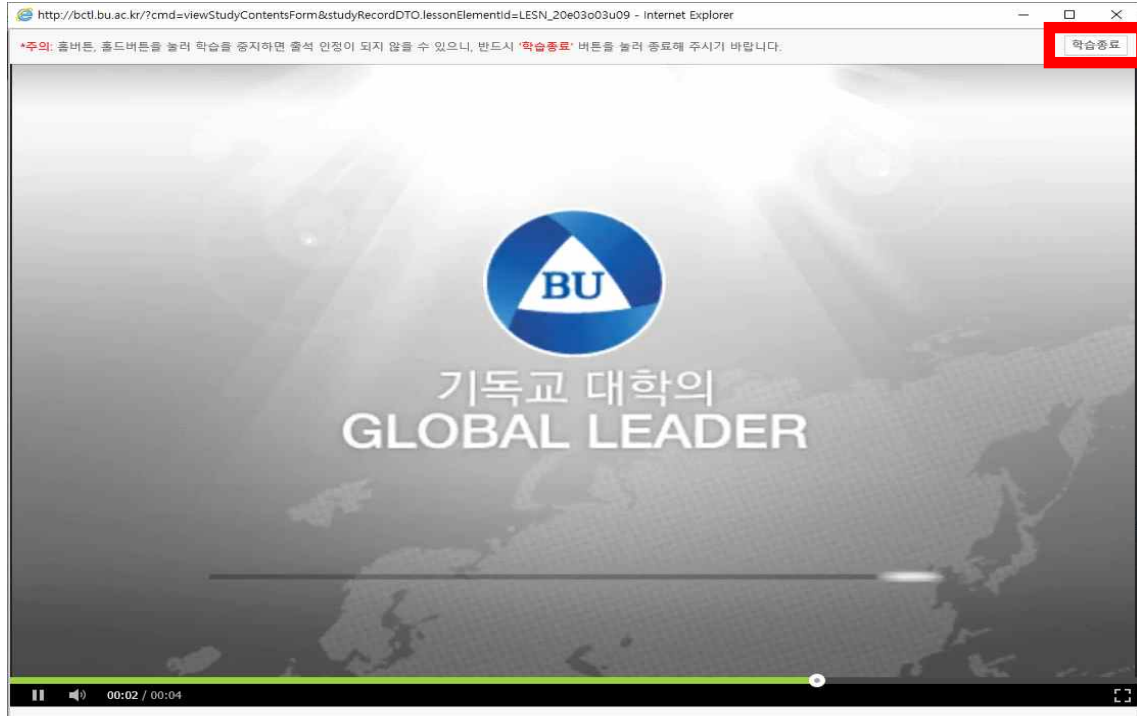 http://bctl.bu.ac.kr/?cmd=viewStudyContentsForm&studyRecordDTO.lessonElementId=LESN_20e03o03u09 - Internet Explorer
*주의: 홈버튼, 홀드버튼을 눌러 학습을 중지하면 출석 인정이 되지 않을 수 있으니, 반드시 '학습종료' 버튼을 눌러 종료해 주시기 바랍니다.
학습종료
BU
기독교 대학의
GLOBAL LEADER
00:02 / 00:04